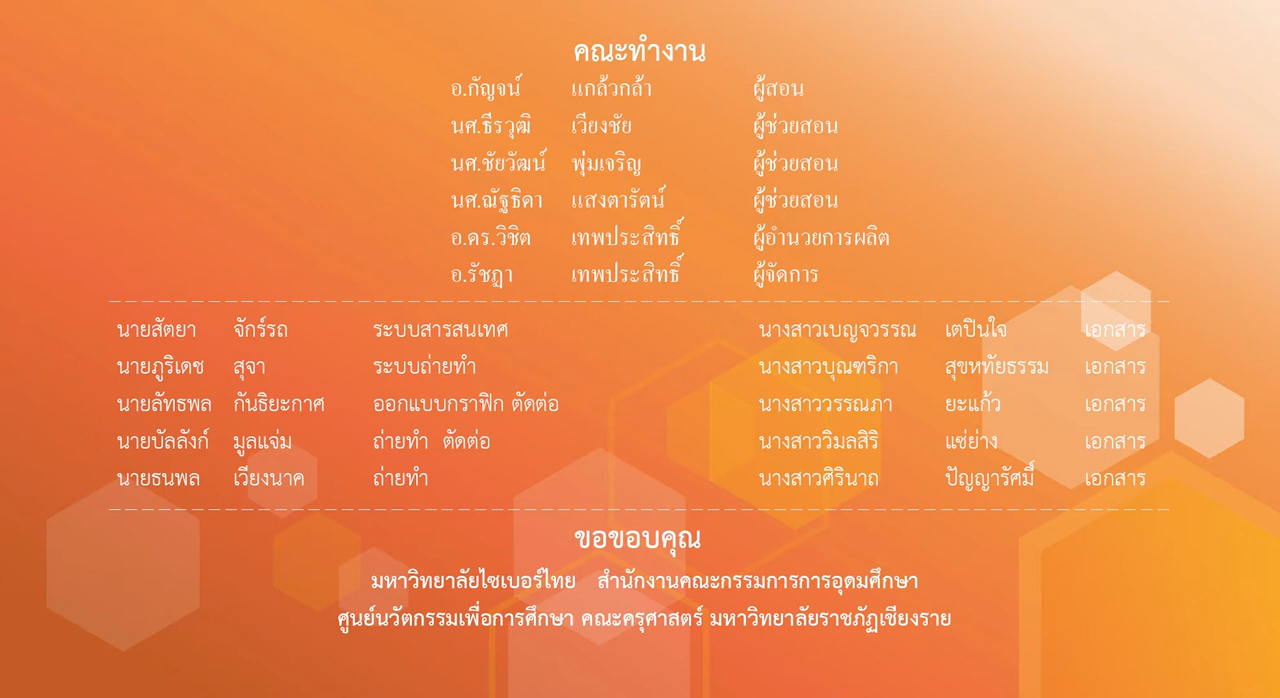 คณะทำงาน
อ.กัญจน์ แกล้วกล้า ผู้สอน
นศ.ธีรวุฒิ เวียงชัย ผู้ช่วยสอน
นศ.ชัยวัฒน์ พุ่มเจริญ ผู้ช่วยสอน
นศ.ณัฐธิดา แสงตารัตน์ ผู้ช่วยสอน
อ.ดร.วิชิต เทพประสิทธิ์ ผู้อำนวยการผลิต
อ.รัชฎา เทพประสิทธิ์ ผู้จัดการ
นายสัตยา จักร์รถ ระบบสารสนเทศ
นายภูริเดช สุจา ระบบถ่ายทำ
นายลัทธพล กันธิยะกาศ ออกแบบกราฟิก ตัดต่อ
นายบัลลังก์ มูลแจ่ม ถ่ายทำ ตัดต่อ
นายธนพล เวียงนาค ถ่ายทำ
นางสาวเบญจวรรณ เตปินใจ เอกสาร
นางสาวบุณฑริกา สุขหทัยธรรม เอกสาร
นางสาววรรณภา ยะแก้ว เอกสาร
นางสาววิมลสิริ แซ่ย่าง เอกสาร
นางสาวศิรินาถ ปัญญารัศมิ์ เอกสาร
ขอขอบคุณ
มหาวิทยาลัยไซเบอร์ไทย สำนักงานคณะกรรมการการอุดมศึกษา
ศูนย์นวัตกรรมเพื่อการศึกษา คณะครุศาสตร์ มหาวิทยาลัยราชภัฏเชียงราย